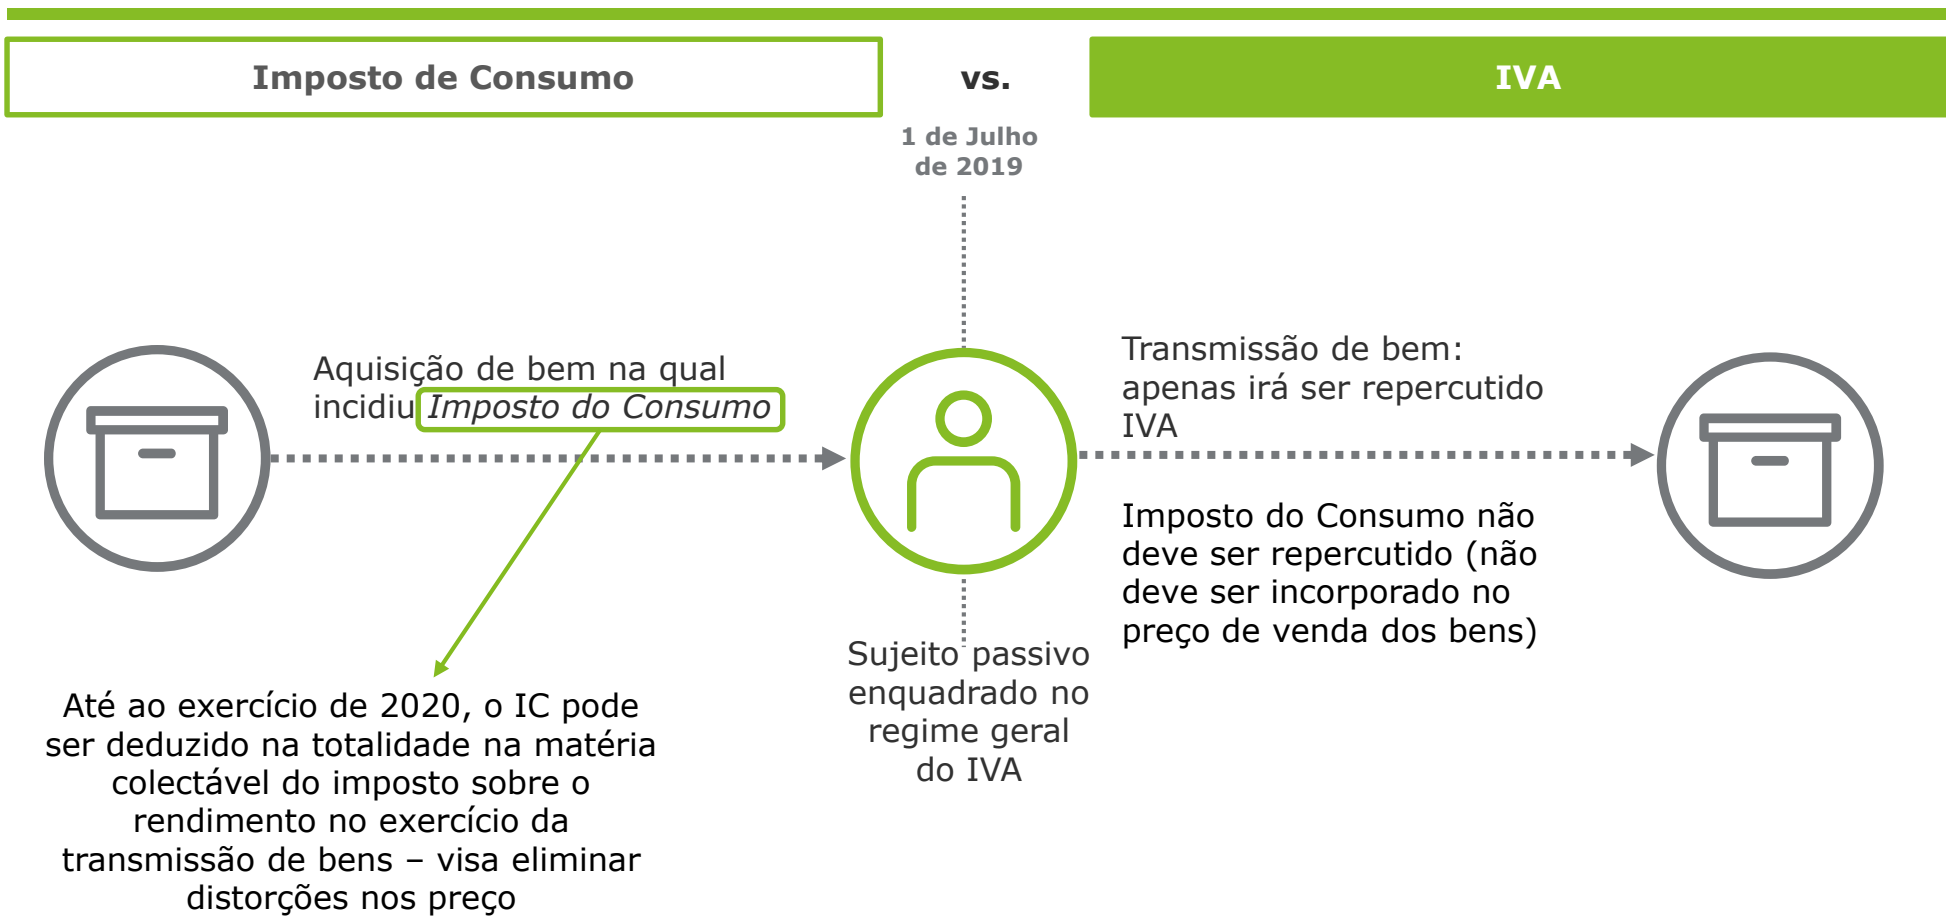 Imposto de Consumo
vs.
IVA
1 de Julho
de 2019
Aquisição de bem na qual
incidiu Imposto do Consumo
Transmissão de bem:
apenas irá ser repercutido
IVA
Imposto do Consumo não
deve ser repercutido (não
deve ser incorporado no
preço de venda dos bens)
Sujeito passivo
enquadrado no
regime geral
do IVA
Até ao exercício de 2020, o IC pode
ser deduzido na totalidade na matéria
colectável do imposto sobre o
rendimento no exercício da
transmissão de bens – visa eliminar
distorções nos preço